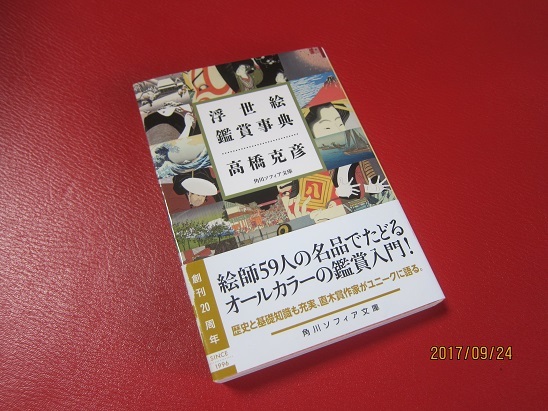 浮世絵
鑑賞事典
高橋克彦
角川ソフィア文庫
絵師59人の名品でたどる
オールカラーの鑑賞入門!
歴史と基礎知識も充実、直木賞作家がユニークに語る。
角川ソフィア文庫
創刊20周年
SINCE
1996
2017/09/24